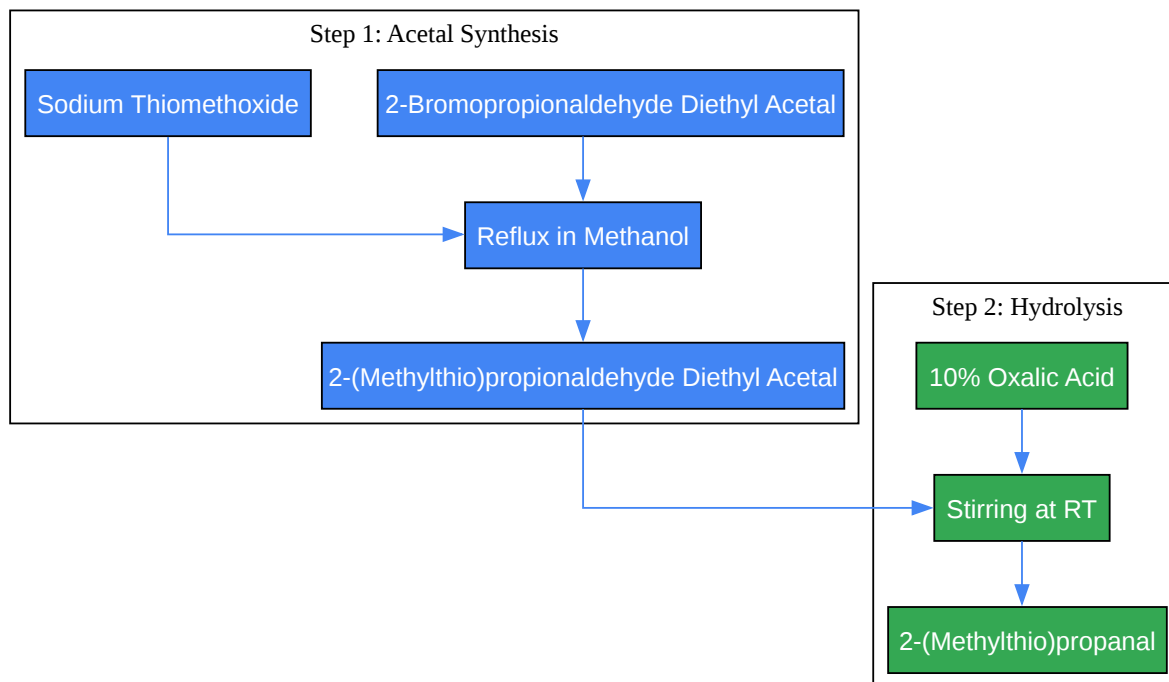 Step 1: Acetal Synthesis
Sodium Thiomethoxide
2-Bromopropionaldehyde Diethyl Acetal
Reflux in Methanol
2-(Methylthio)propionaldehyde Diethyl Acetal
Step 2: Hydrolysis
10% Oxalic Acid
Stirring at RT
2-(Methylthio)propanal